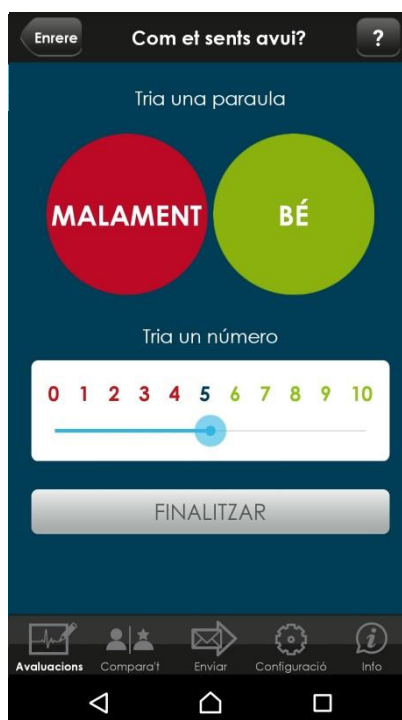 Enrere Com et sents avui? ?
Tria una paraula
MALAMENT BÉ
Tria un número
0 1 2 3 4 5 6 7 8 9 10
FINALITZAR
Avaluacions Compara't Enviar Configuració Info